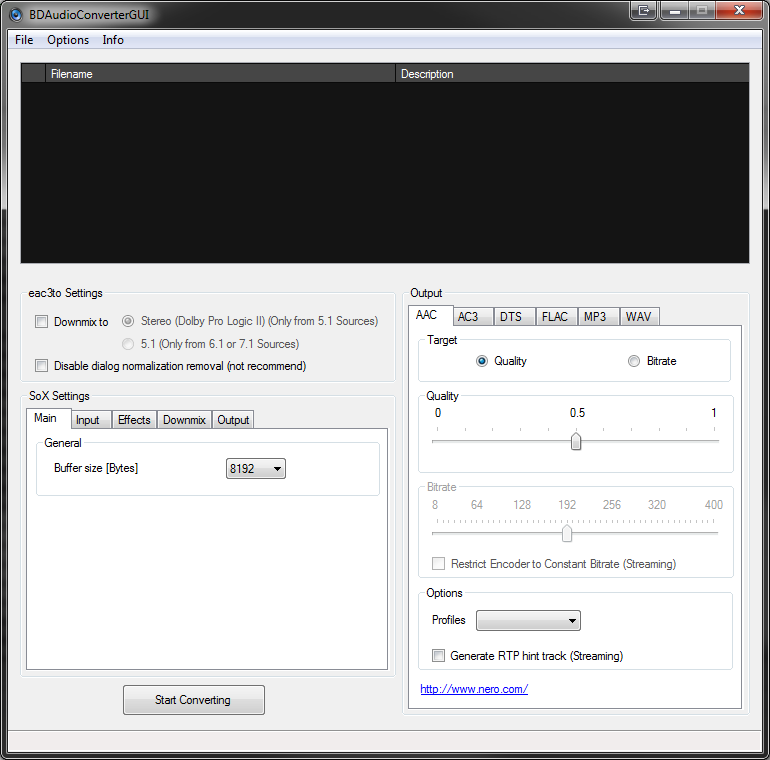 BDAudioConverterGUI
File Options Info
Filename Description
eac3to Settings
Downmix to Stereo (Dolby Pro Logic II) (Only from 5.1 Sources)
5.1 (Only from 6.1 or 7.1 Sources)
Disable dialog normalization removal (not recommend)
SoX Settings
Main Input Effects Downmix Output
General
Buffer size [Bytes] 8192
Start Converting
Output
AAC AC3 DTS FLAC MP3 WAV
Target
Quality Bitrate
Quality
0 0.5 1
Bitrate
8 64 128 192 256 320 400
Restrict Encoder to Constant Bitrate (Streaming)
Options
Profiles
Generate RTP hint track (Streaming)
http://www.nero.com/